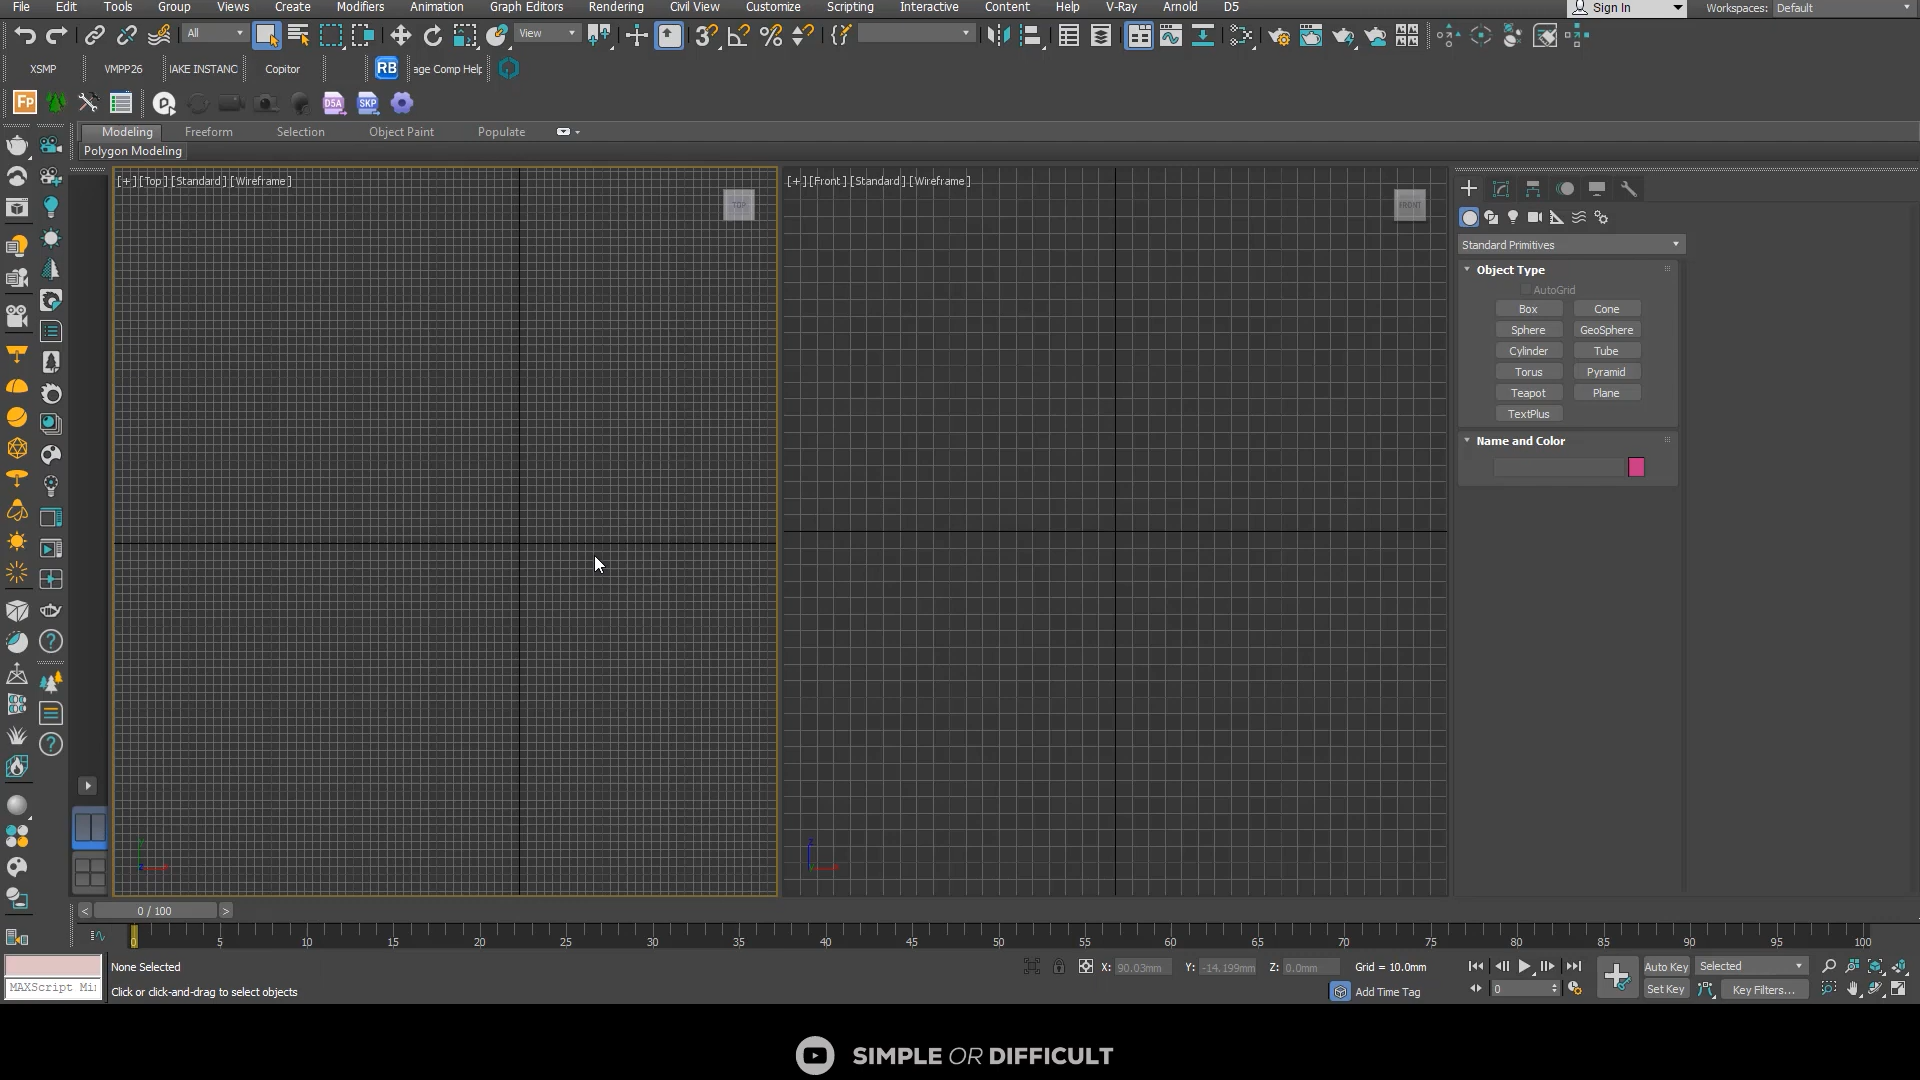 File Edit Tools Group Views Create Modifiers Animation Graph Editors Rendering Civil View Customize Scripting Interactive Content Help V-Ray Arnold D5 Sign In Workspaces: Default
All View
XSMP VMPP26 IAKE INSTANC Copitor RB age Comp Help
Fp D5A SKP
Modeling Freeform Selection Object Paint Populate
Polygon Modeling
[+] [Top] [Standard] [Wireframe] [+] [Front] [Standard] [Wireframe]
TOP FRONT
Standard Primitives
Object Type
AutoGrid
Box Cone
Sphere GeoSphere
Cylinder Tube
Torus Pyramid
Teapot Plane
TextPlus
Name and Color
< 0 / 100 >
0 5 10 15 20 25 30 35 40 45 50 55 60 65 70 75 80 85 90 95 100
None Selected X: 90.03mm Y: -14.199mm Z: 0.0mm Grid = 10.0mm Auto Key Selected
MAXScript Mi Click or click-and-drag to select objects Add Time Tag 0 Set Key Key Filters...
SIMPLE OR DIFFICULT